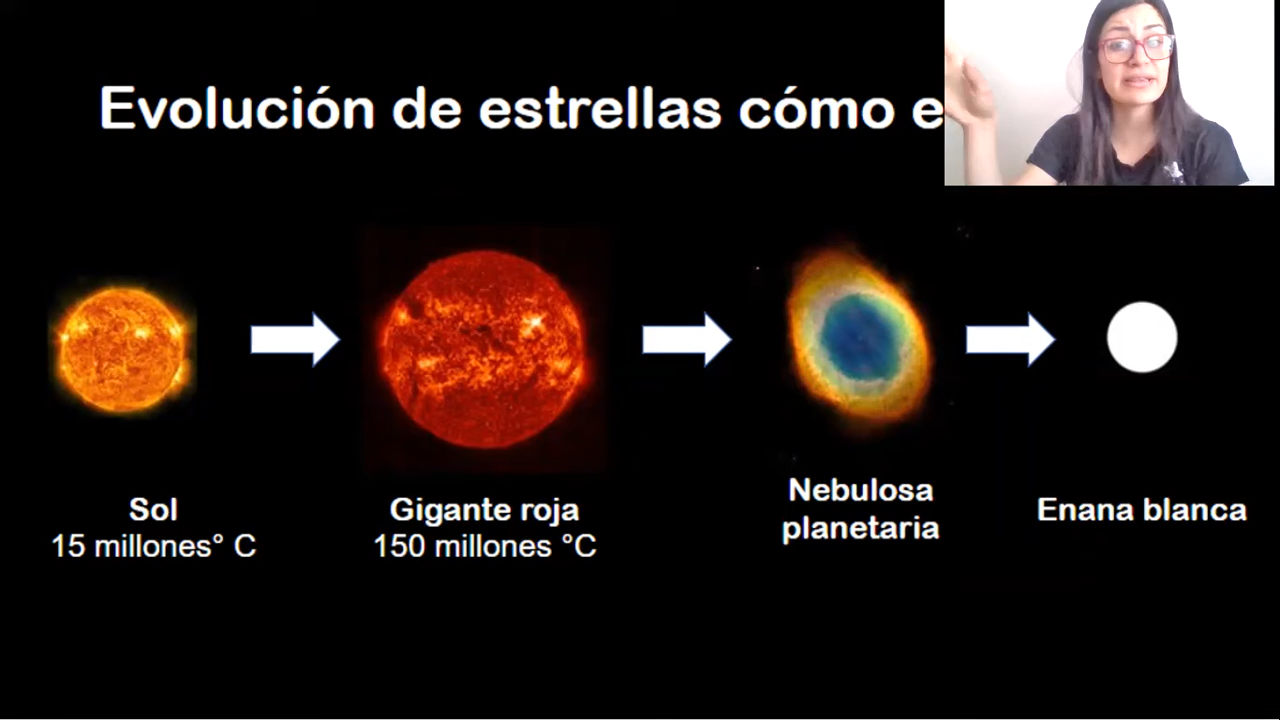 Evolución de estrellas cómo e
Sol
15 millones° C
Gigante roja
150 millones °C
Nebulosa
planetaria
Enana blanca